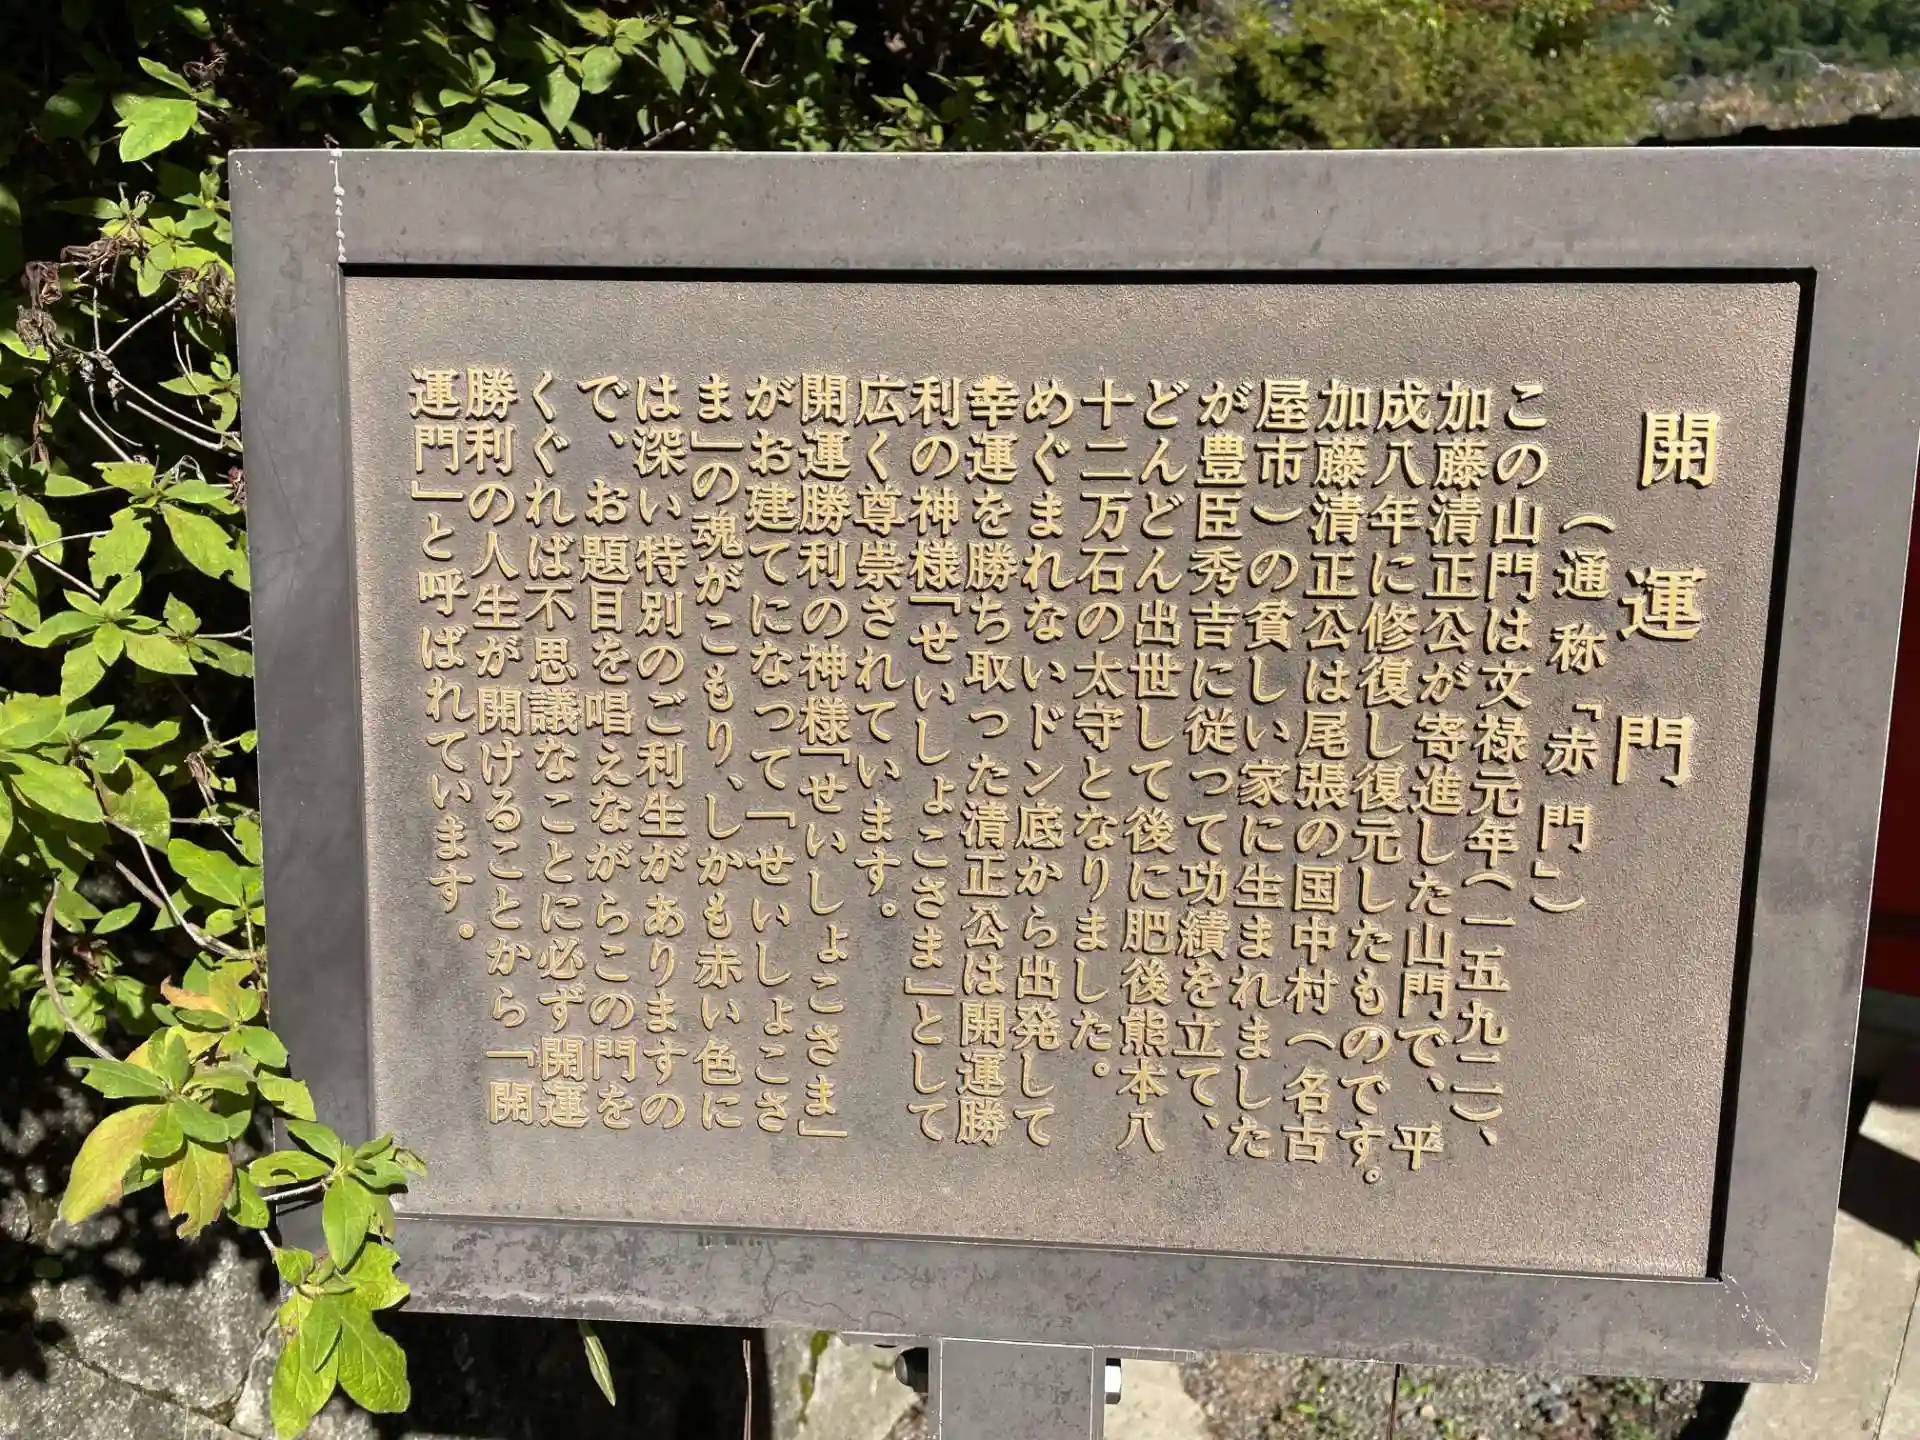 開運門
（通称「赤門」）
この山門は文禄元年（一五九二）、
加藤清正公が寄進した山門で、平
成八年に修復し復元したものです。
加藤清正公は尾張の国中村（名古
屋市）の貧しい家に生まれました
が豊臣秀吉に従って功績を立て、
どんどん出世して後に肥後熊本八
十二万石の太守となりました。
めぐまれないドン底から出発して
幸運を勝ち取った清正公は開運勝
利の神様「せいしょこさま」として
広く尊崇されています。
開運勝利の神様「せいしょこさま」
がお建てになって「せいしょこさ
ま」の魂がこもり、しかも赤い色に
は深い特別のご利生がありますの
で、お題目を唱えながらこの門を
くぐれば不思議なことに必ず開運
勝利の人生が開けることから「開
運門」と呼ばれています。